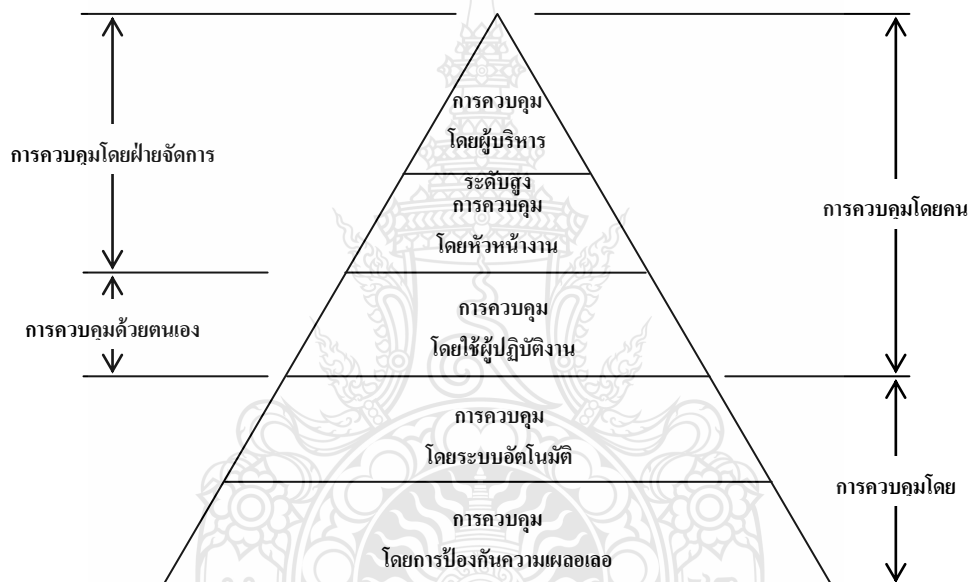 การควบคุม
โดยผู้บริหาร
ระดับสูง
การควบคุม
โดยหัวหน้างาน
การควบคุม
โดยใช้ผู้ปฏิบัติงาน
การควบคุม
โดยระบบอัตโนมัติ
การควบคุม
โดยการป้องกันความเผลอเลอ
การควบคุมโดยฝ่ายจัดการ
การควบคุมด้วยตนเอง
การควบคุมโดยคน
การควบคุมโดย